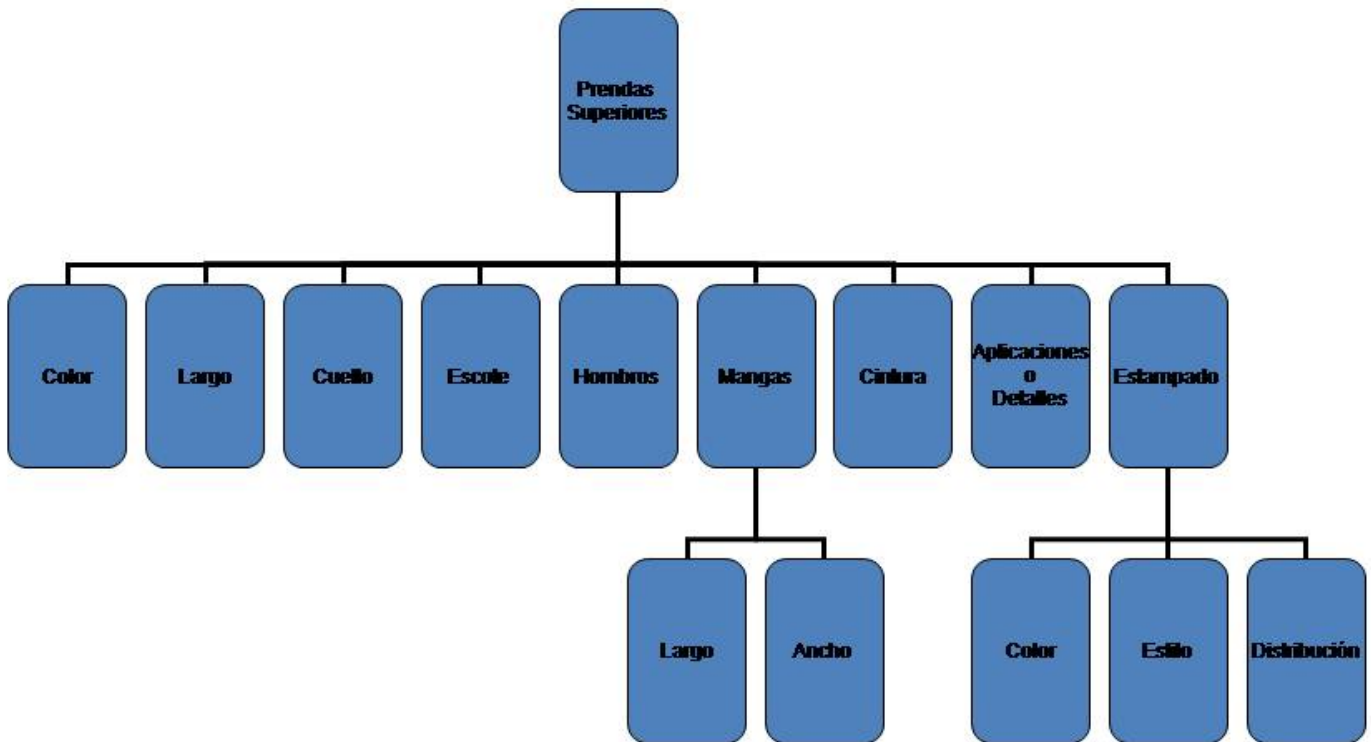 Prendas
Superiores
Color
Largo
Cuello
Escote
Hombros
Mangas
Cintura
Aplicaciones
o
Detalles
Estampado
Largo
Ancho
Color
Estilo
Distribución